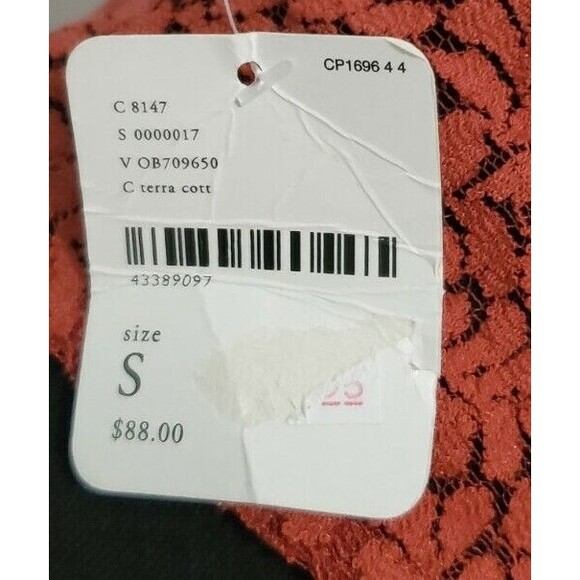 CP1696 4 4
C 8147
S 0000017
V OB709650
C terra cott
43389097
size
S
$88.00